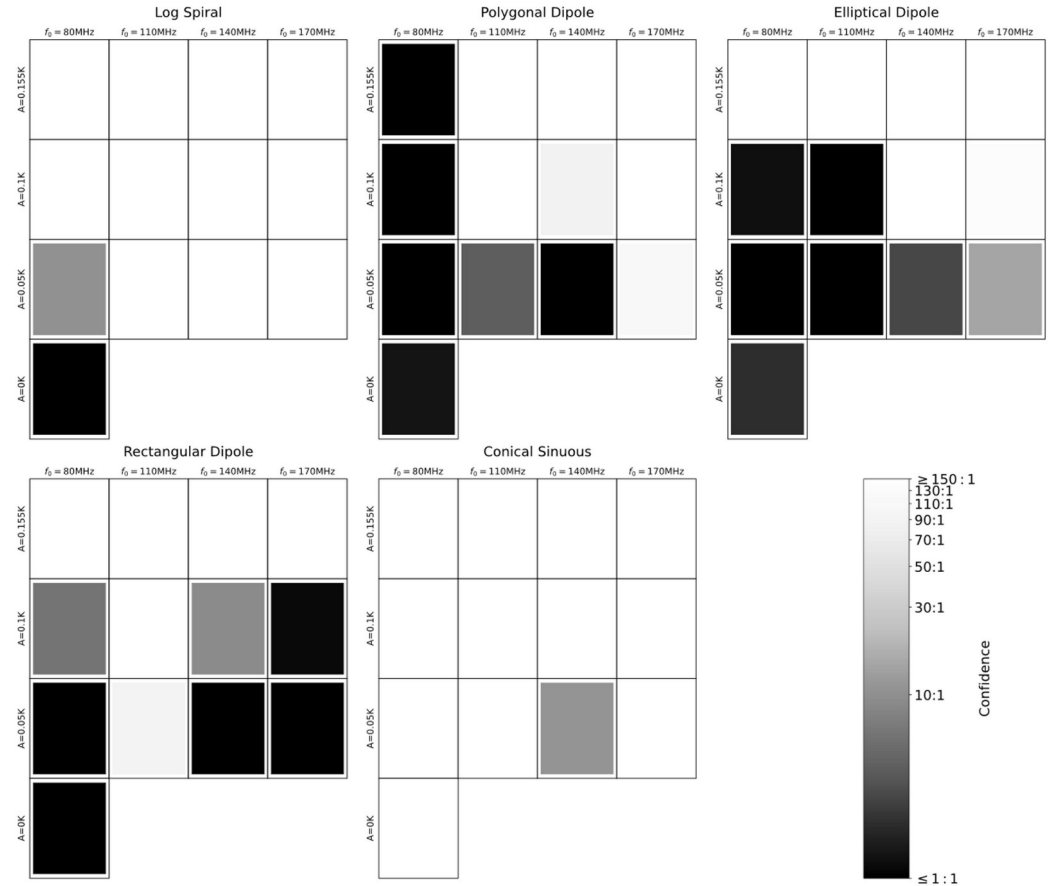 Log Spiral
f₀ = 80MHz f₀ = 110MHz f₀ = 140MHz f₀ = 170MHz
A=0.155K
A=0.1K
A=0.05K
A=0K
Polygonal Dipole
f₀ = 80MHz f₀ = 110MHz f₀ = 140MHz f₀ = 170MHz
A=0.155K
A=0.1K
A=0.05K
A=0K
Elliptical Dipole
f₀ = 80MHz f₀ = 110MHz f₀ = 140MHz f₀ = 170MHz
A=0.155K
A=0.1K
A=0.05K
A=0K
Rectangular Dipole
f₀ = 80MHz f₀ = 110MHz f₀ = 140MHz f₀ = 170MHz
A=0.155K
A=0.1K
A=0.05K
A=0K
Conical Sinuous
f₀ = 80MHz f₀ = 110MHz f₀ = 140MHz f₀ = 170MHz
A=0.155K
A=0.1K
A=0.05K
A=0K
≥ 150 : 1
130:1
110:1
90:1
70:1
50:1
30:1
10:1
≤ 1 : 1
Confidence